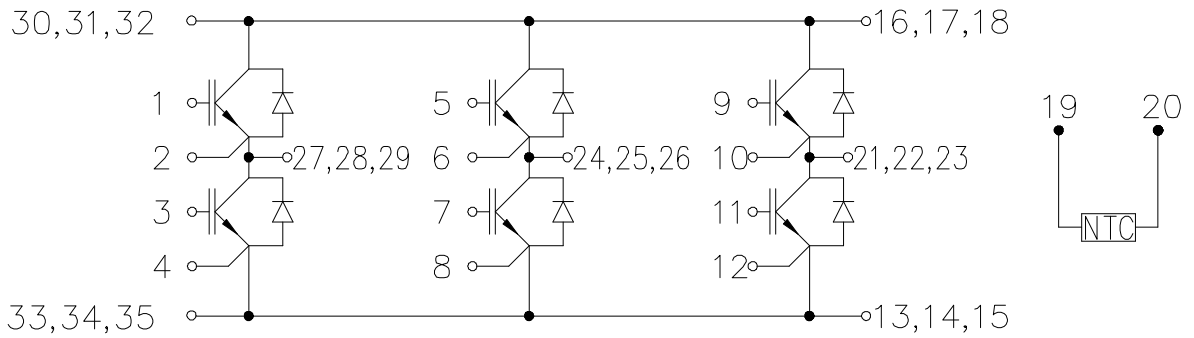 30,31,32 16,17,18
1 5 9 19 20
2 27,28,29 6 24,25,26 10 21,22,23
3 7 11 NTC
4 8 12
33,34,35 13,14,15